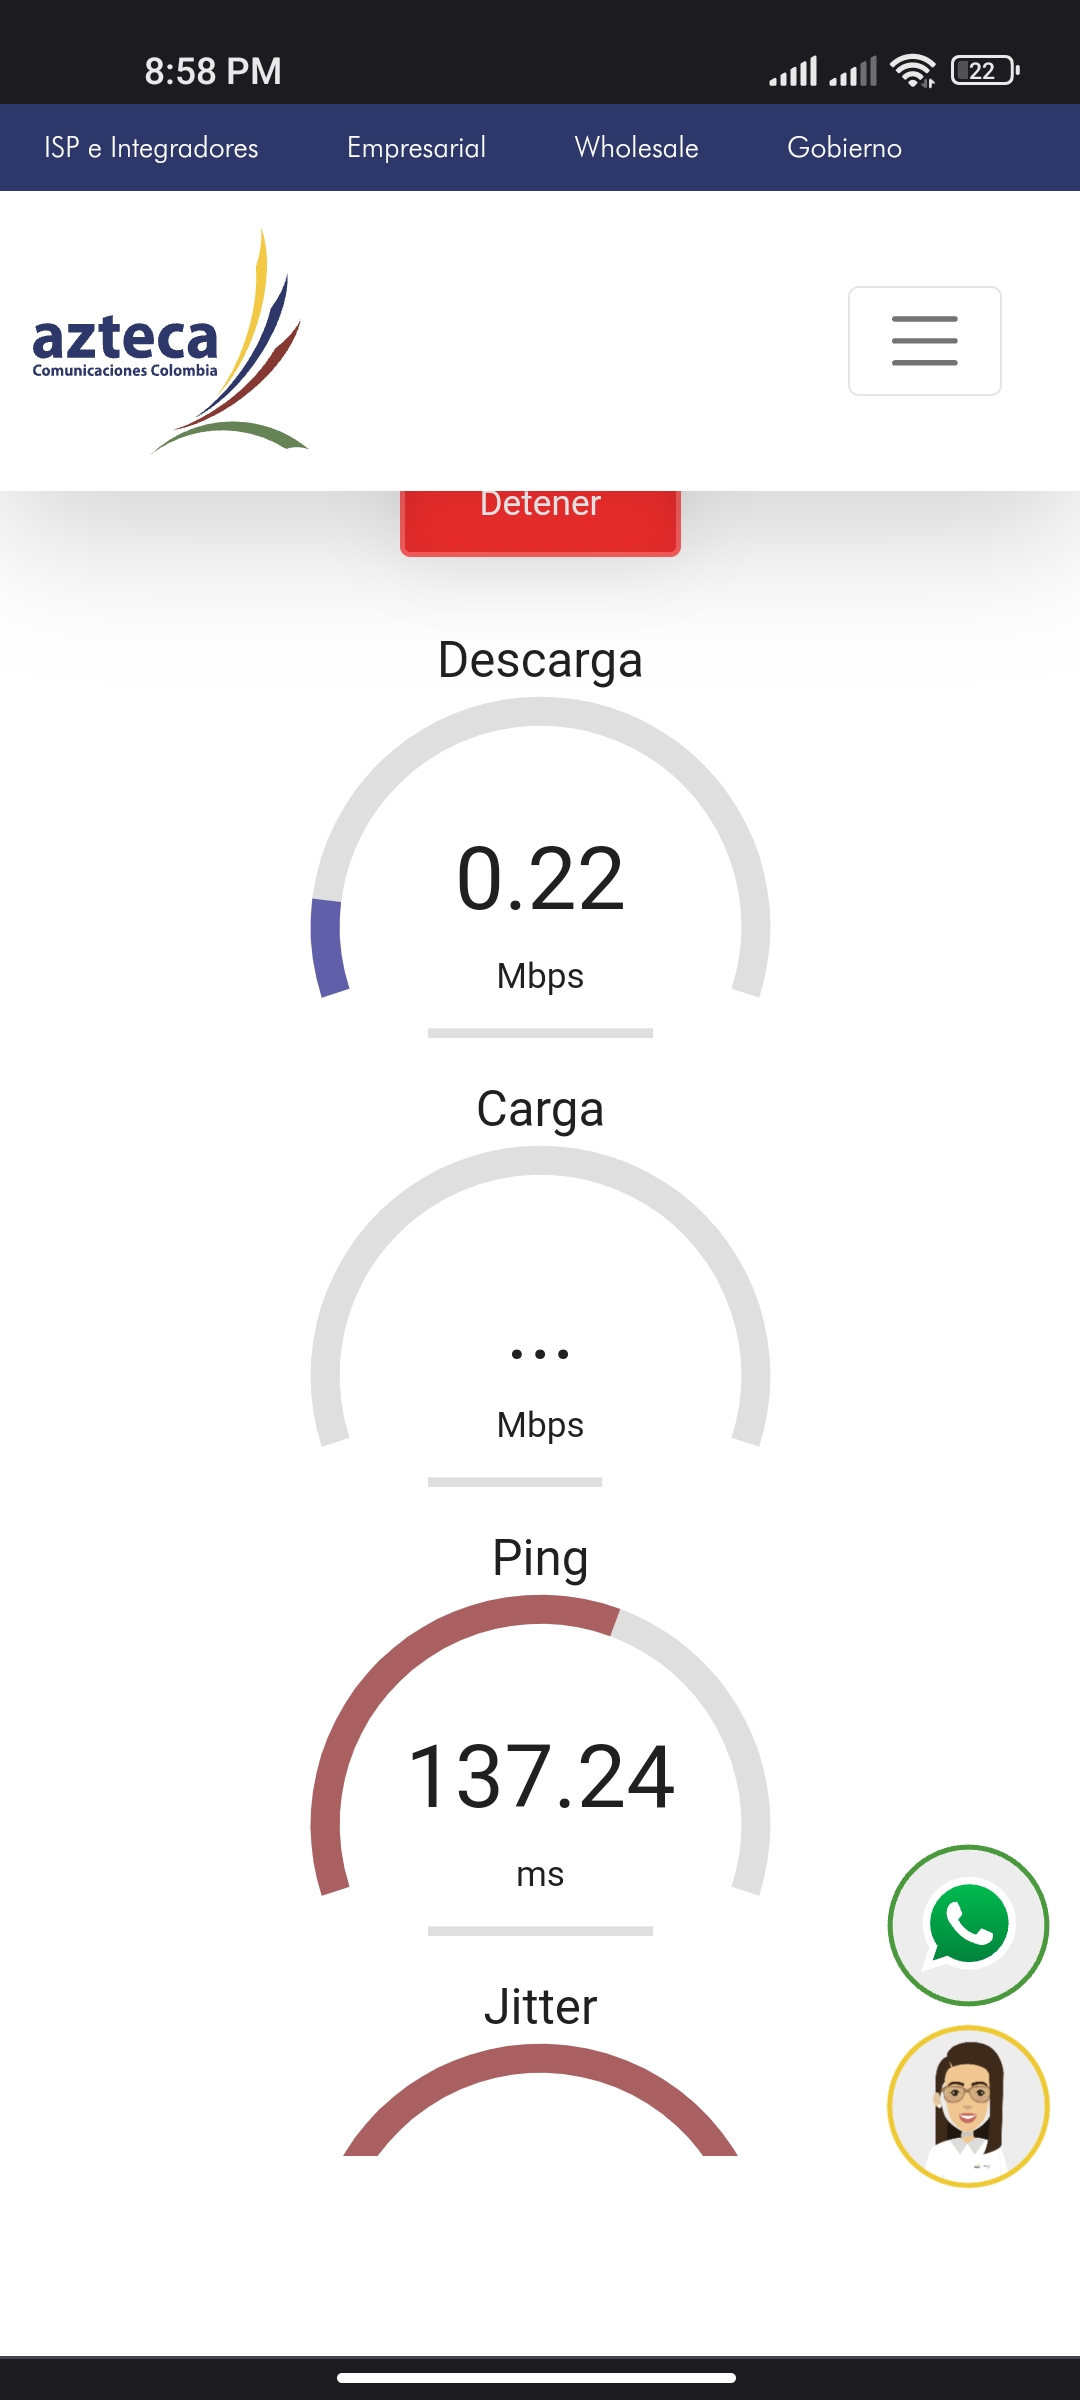 8:58 PM
22
ISP e Integradores Empresarial Wholesale Gobierno
azteca
Comunicaciones Colombia
Detener
Descarga
0.22
Mbps
Carga
...
Mbps
Ping
137.24
ms
Jitter